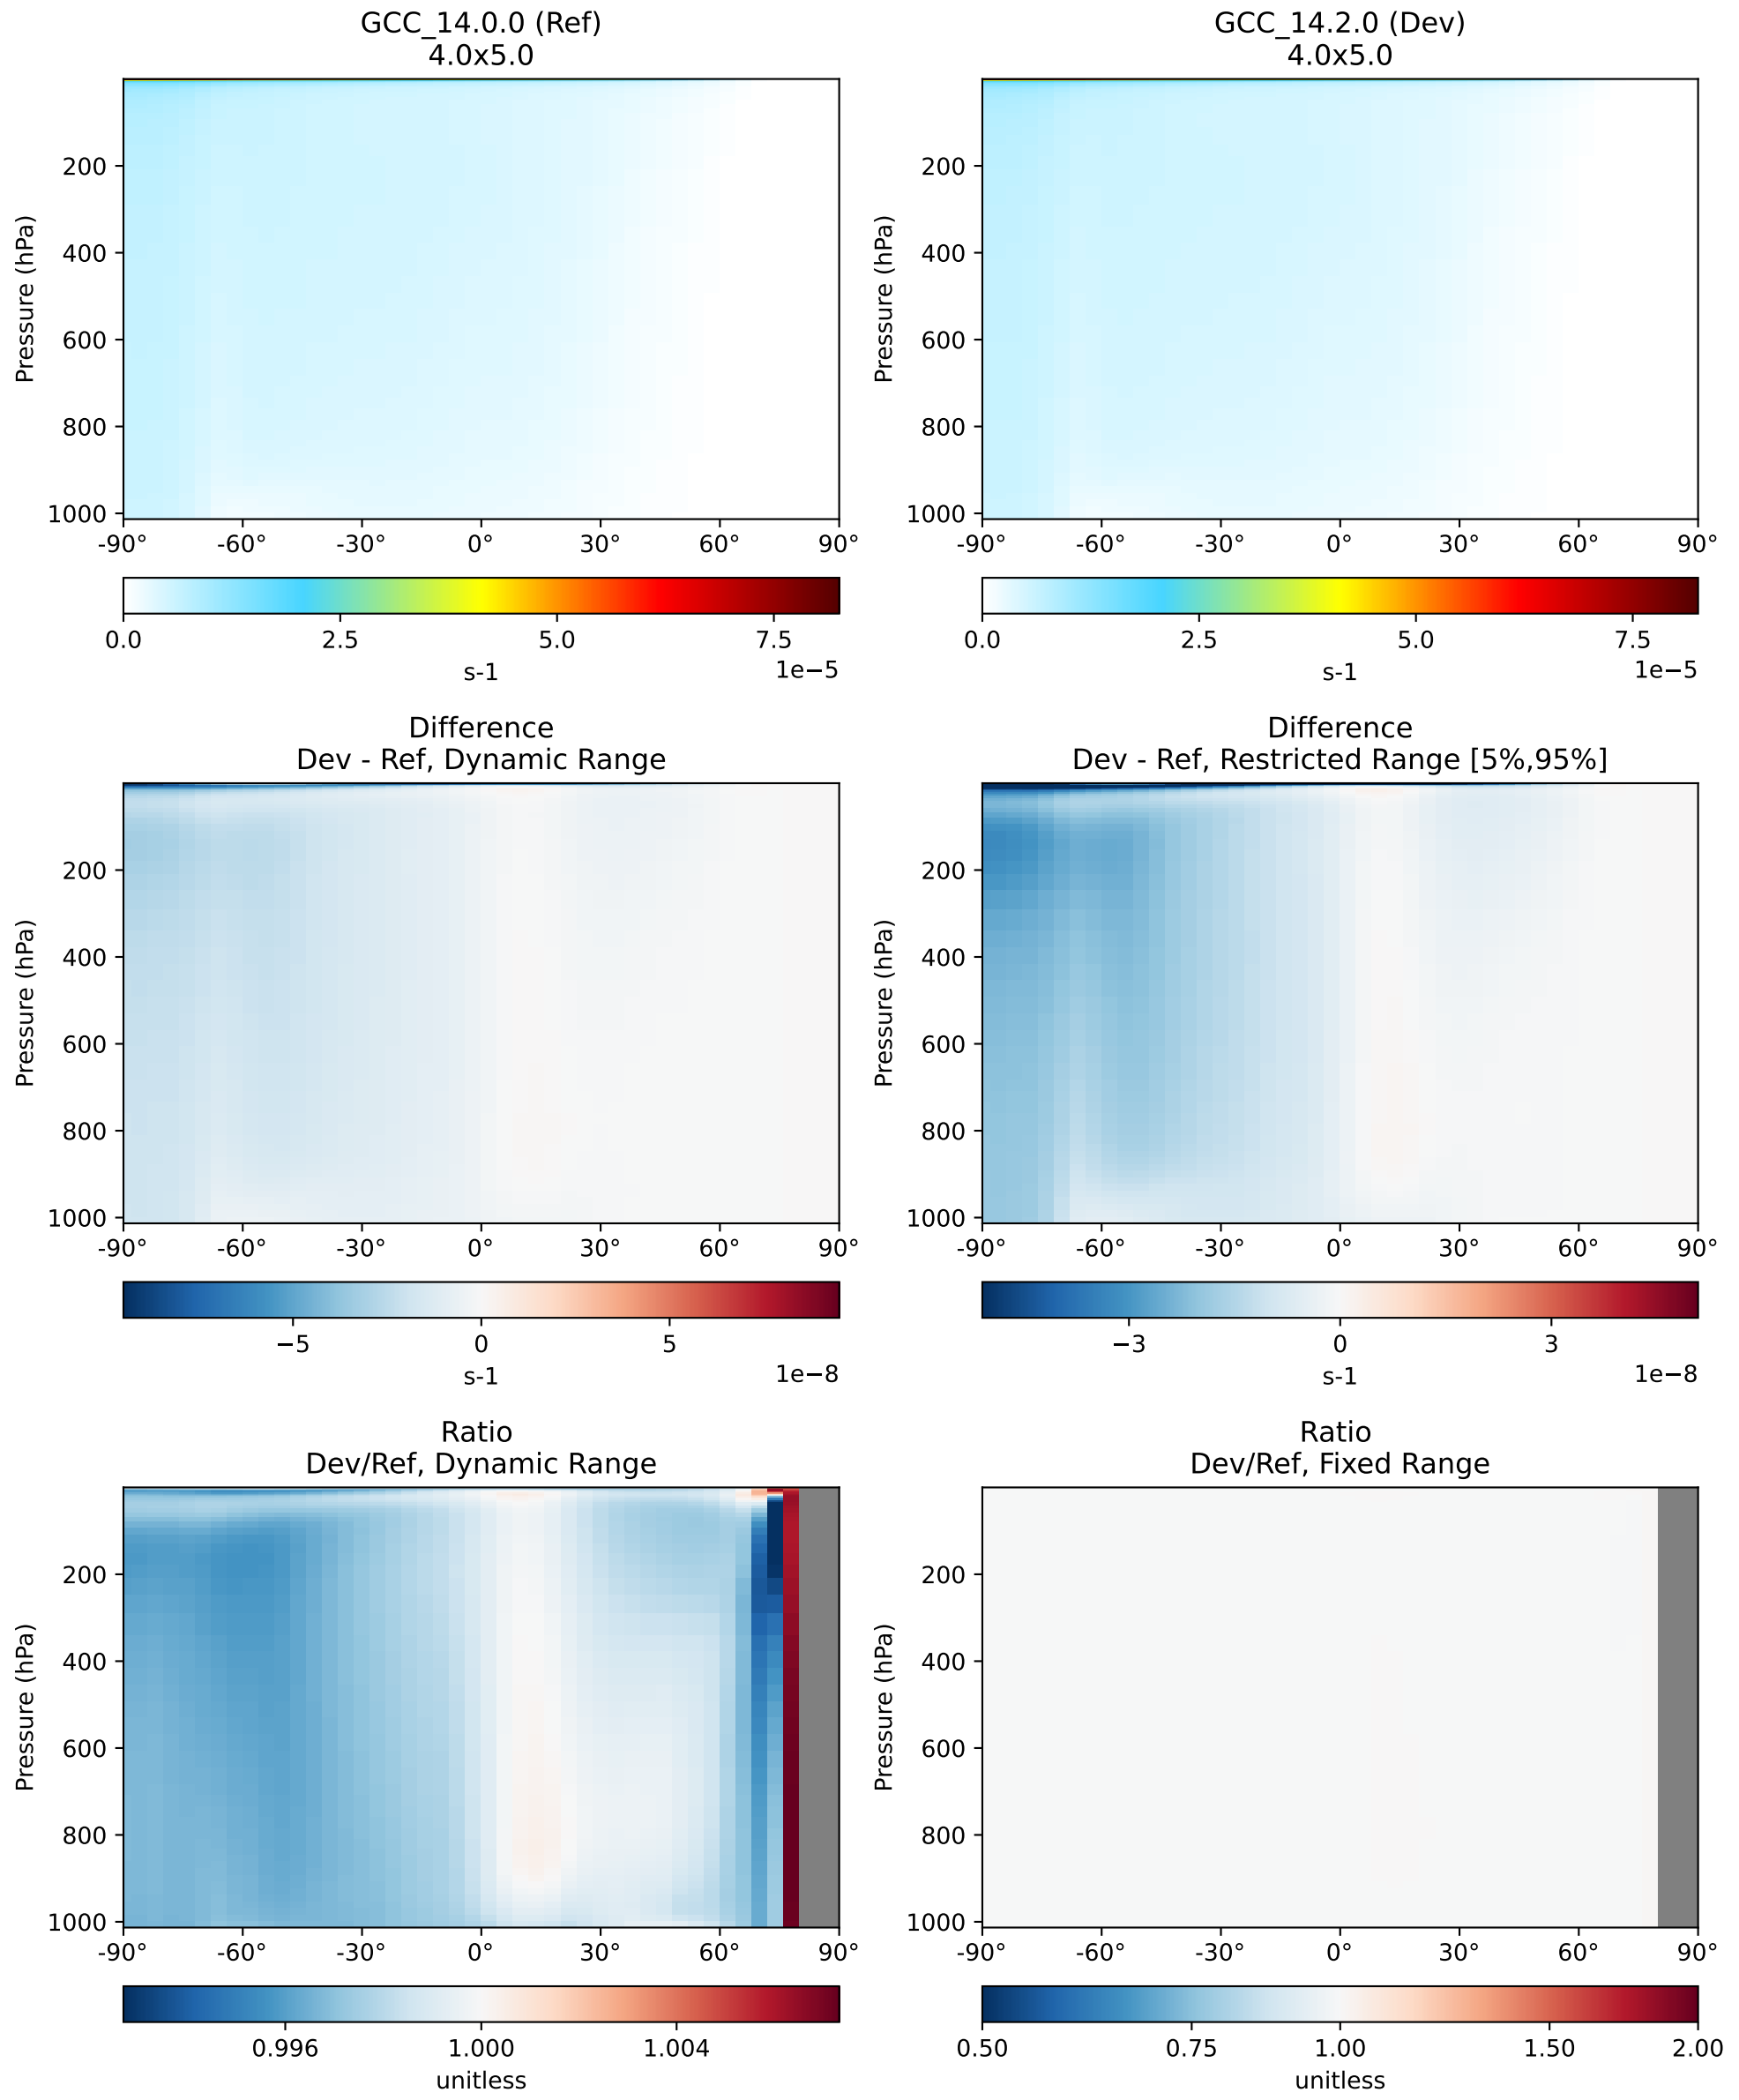 GCC_14.0.0 (Ref)
4.0x5.0
Pressure (hPa)
200
400
600
800
1000
-90° -60° -30° 0° 30° 60° 90°
0.0 2.5 5.0 7.5
1e−5
s-1
GCC_14.2.0 (Dev)
4.0x5.0
Pressure (hPa)
200
400
600
800
1000
-90° -60° -30° 0° 30° 60° 90°
0.0 2.5 5.0 7.5
1e−5
s-1
Difference
Dev - Ref, Dynamic Range
Pressure (hPa)
200
400
600
800
1000
-90° -60° -30° 0° 30° 60° 90°
−5 0 5
1e−8
s-1
Difference
Dev - Ref, Restricted Range [5%,95%]
Pressure (hPa)
200
400
600
800
1000
-90° -60° -30° 0° 30° 60° 90°
−3 0 3
1e−8
s-1
Ratio
Dev/Ref, Dynamic Range
Pressure (hPa)
200
400
600
800
1000
-90° -60° -30° 0° 30° 60° 90°
0.996 1.000 1.004
unitless
Ratio
Dev/Ref, Fixed Range
Pressure (hPa)
200
400
600
800
1000
-90° -60° -30° 0° 30° 60° 90°
0.50 0.75 1.00 1.50 2.00
unitless